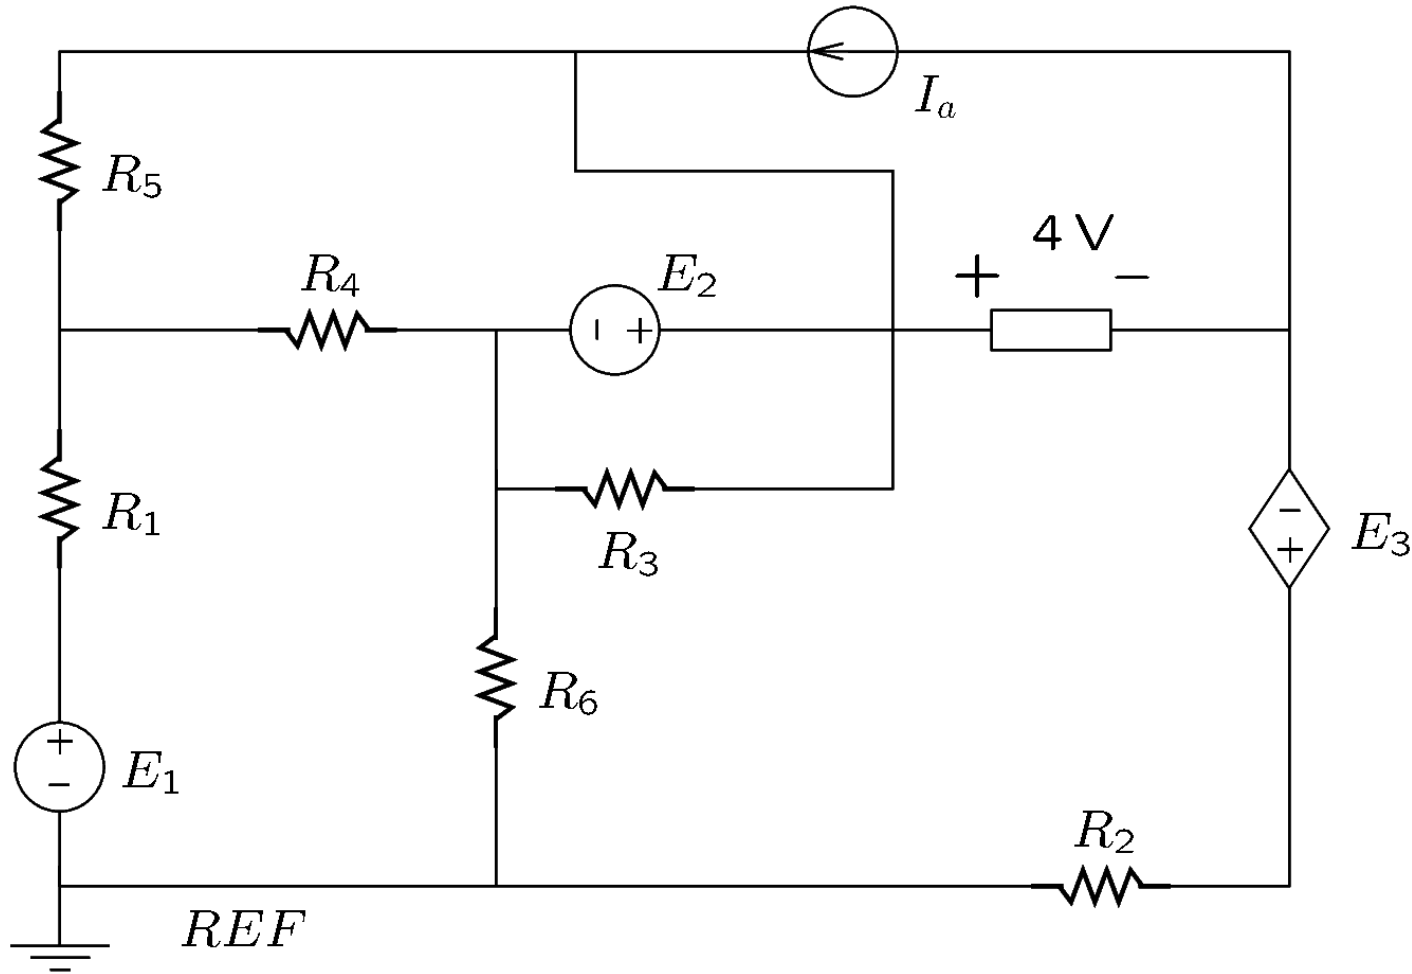 I_a
R_5
4 V
+ −
R_4
E_2
− +
R_1
R_3
−
+
E_3
R_6
+
−
E_1
R_2
REF